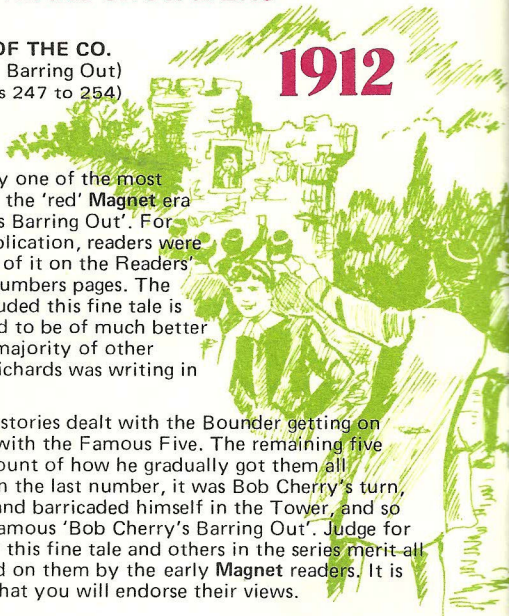 OF THE CO.
Barring Out)
s 247 to 254)
1912
y one of the most
the 'red' Magnet era
s Barring Out'. For
plication, readers were
of it on the Readers'
umbers pages. The
uded this fine tale is
d to be of much better
majority of other
ichards was writing in
stories dealt with the Bounder getting on
with the Famous Five. The remaining five
ount of how he gradually got them all
n the last number, it was Bob Cherry's turn,
and barricaded himself in the Tower, and so
amous 'Bob Cherry's Barring Out'. Judge for
this fine tale and others in the series merit all
d on them by the early Magnet readers. It is
hat you will endorse their views.